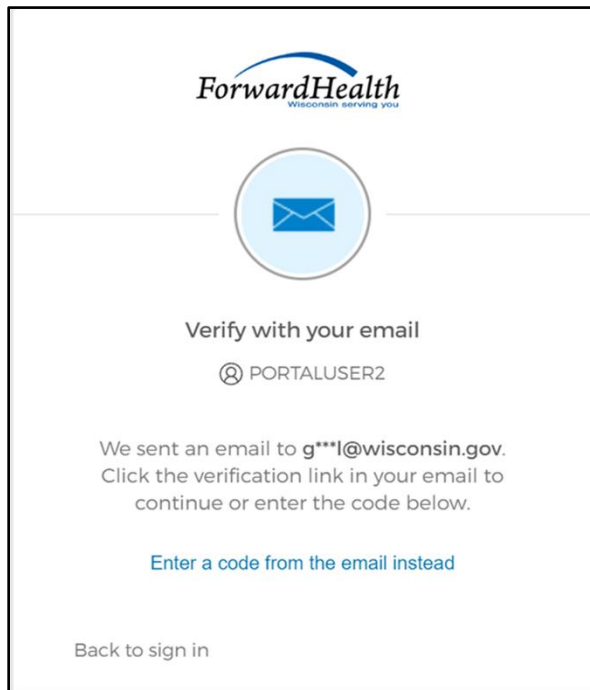 ForwardHealth
Wisconsin serving you
Verify with your email
PORTALUSER2
We sent an email to g***l@wisconsin.gov.
Click the verification link in your email to
continue or enter the code below.
Enter a code from the email instead
Back to sign in